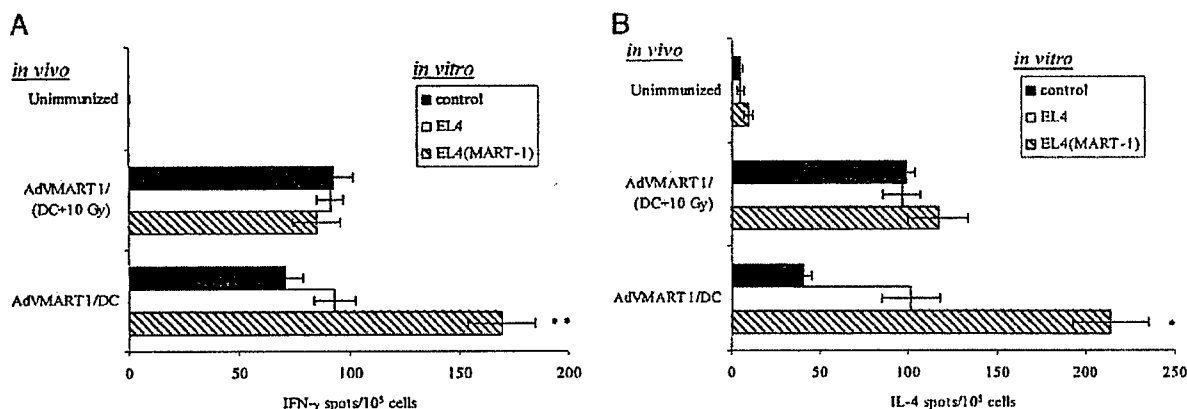 A
in vivo
Unimmunized
AdVMART1/
(DC+10 Gy)
AdVMART1/DC
in vitro
control
EL4
EL4(MART-1)
**
0
50
100
150
200
IFN-γ spots/10⁵ cells
B
in vivo
Unimmunized
AdVMART1/
(DC+10 Gy)
AdVMART1/DC
in vitro
control
EL4
EL4(MART-1)
*
0
50
100
150
200
250
IL-4 spots/10⁵ cells